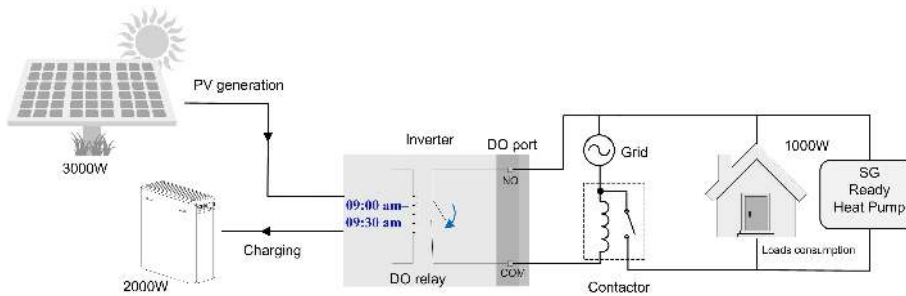 PV generation
3000W
Inverter
DO port
NO
Grid
1000W
SG
Ready
Heat Pump
09:00 am
09:30 am
Charging
2000W
DO relay
COM
Loads consumption
Contactor